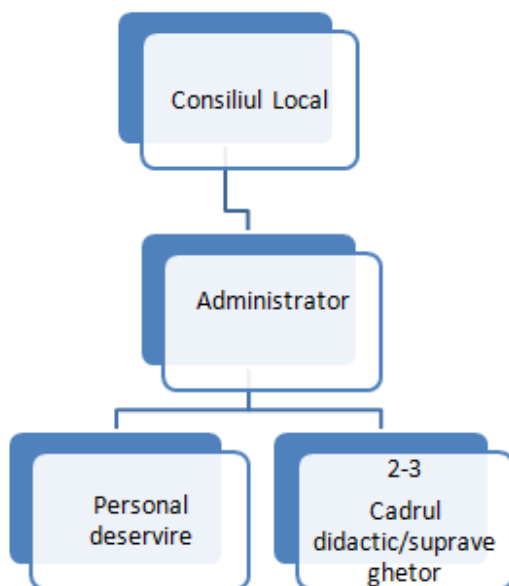 Consiliul Local
Administrator
Personal
deservire
2-3
Cadrul
didactic/suprave
ghetor